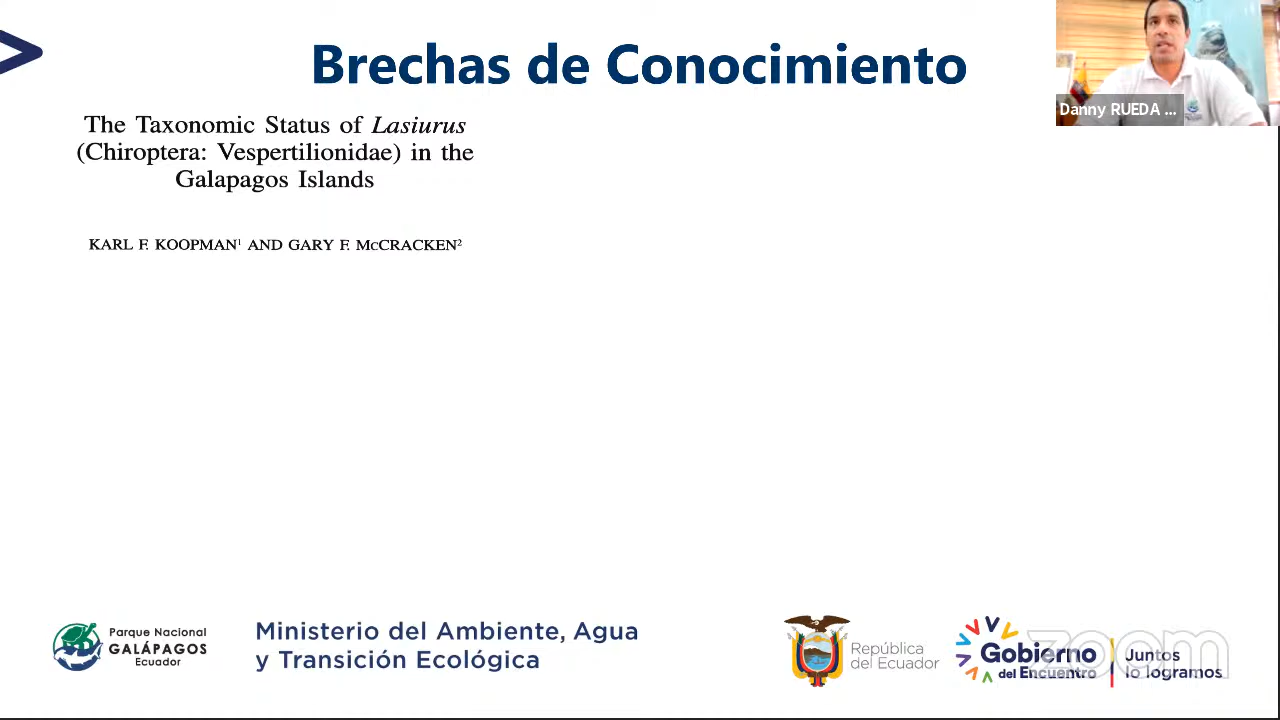 Brechas de Conocimiento
Danny RUEDA ...
The Taxonomic Status of Lasiurus
(Chiroptera: Vespertilionidae) in the
Galapagos Islands
KARL F. KOOPMAN¹ AND GARY F. McCRACKEN²
Parque Nacional
GALÁPAGOS
Ecuador
Ministerio del Ambiente, Agua
y Transición Ecológica
República
del Ecuador
Gobierno
del Encuentro
Juntos
lo logramos
zoom